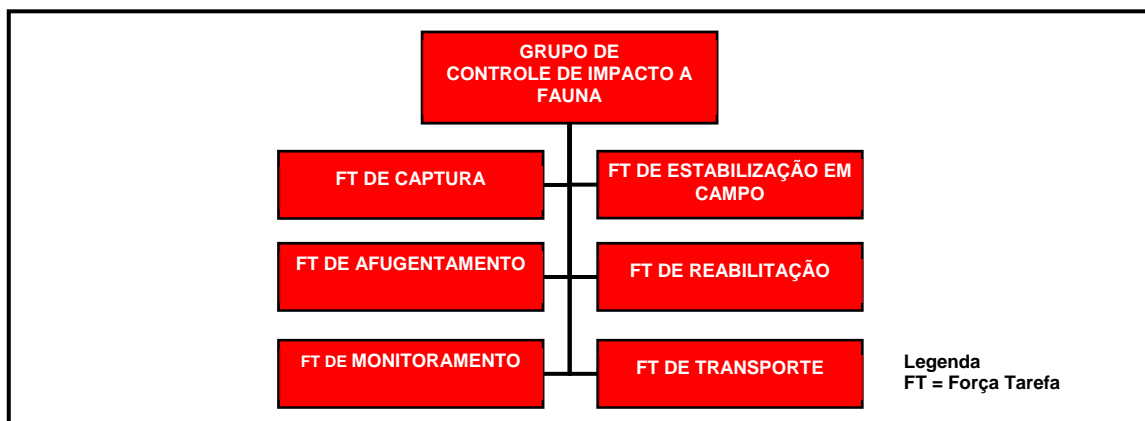 GRUPO DE
CONTROLE DE IMPACTO A
FAUNA
FT DE CAPTURA
FT DE ESTABILIZAÇÃO EM
CAMPO
FT DE AFUGENTAMENTO
FT DE REABILITAÇÃO
FT DE MONITORAMENTO
FT DE TRANSPORTE
Legenda
FT = Força Tarefa